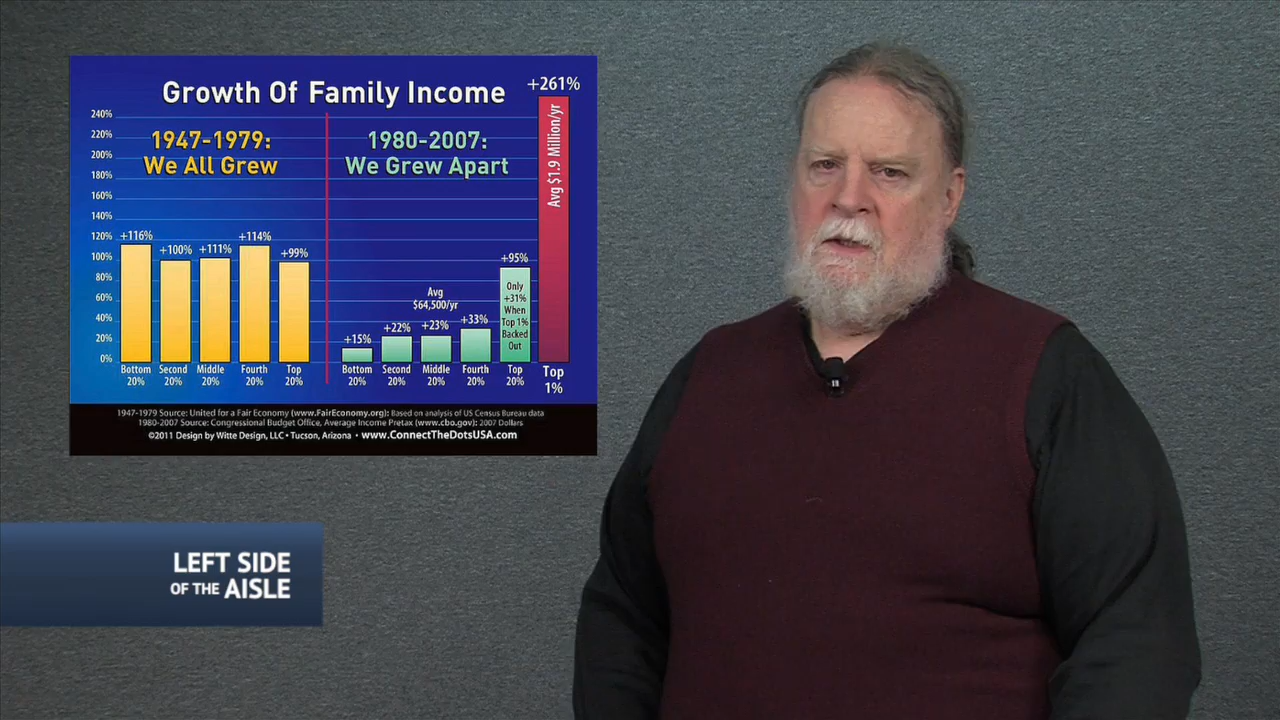 Growth Of Family Income
+261%
240%
220%
200%
180%
160%
140%
120%
100%
80%
60%
40%
20%
0%
1947-1979:
We All Grew
1980-2007:
We Grew Apart
+116%
+100%
+111%
+114%
+99%
+15%
+22%
Avg
$64,500/yr
+23%
+33%
+95%
Only
+31%
When
Top 1%
Backed
Out
Avg $1.9 Million/yr
Bottom
20%
Second
20%
Middle
20%
Fourth
20%
Top
20%
Bottom
20%
Second
20%
Middle
20%
Fourth
20%
Top
20%
Top
1%
1947-1979 Source: United for a Fair Economy (www.FairEconomy.org): Based on analysis of US Census Bureau data
1980-2007 Source: Congressional Budget Office, Average Income Pretax (www.cbo.gov): 2007 Dollars
©2011 Design by Witte Design, LLC • Tucson, Arizona • www.ConnectTheDotsUSA.com
LEFT SIDE
OF THE AISLE